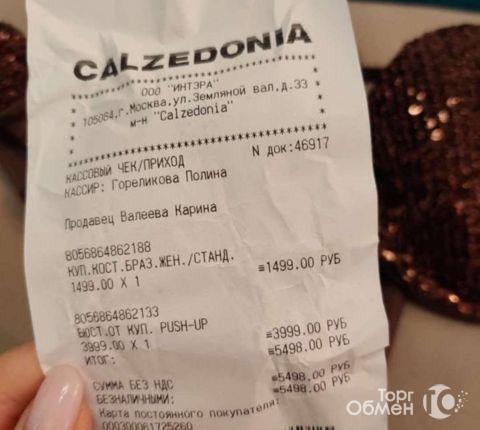 CALZEDONIA
ООО "ИНТЭРА"
105064,г.Москва,ул.Земляной вал,д.33
м-н "Calzedonia"
КАССОВЫЙ ЧЕК/ПРИХОД N док:46917
КАССИР: Гореликова Полина
Продавец Валеева Карина
8056864862188
КУП.КОСТ.БРАЗ.ЖЕН./СТАНД.
1499.00 X 1 ≡1499.00 РУБ
8056864862133
БЮСТ.ОТ КУП. PUSH-UP
3999.00 X 1 ≡3999.00 РУБ
ИТОГ: ≡5498.00 РУБ
СУММА БЕЗ НДС ≡5498.00 РУБ
БЕЗНАЛИЧНЫМИ: ≡5498.00 РУБ
Карта постоянного покупателя:
000300061725260
Торг
Обмен